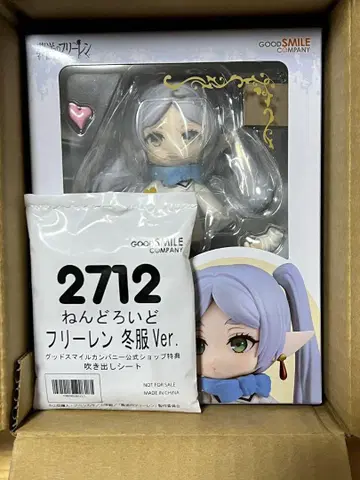 葬送のフリーレン
GOOD SMILE
COMPANY
GOOD SMILE
COMPANY
2712
ねんどろいど
フリーレン 冬服 Ver.
グッドスマイルカンパニー公式ショップ特典
吹き出しシート
NOT FOR SALE
MADE IN CHINA